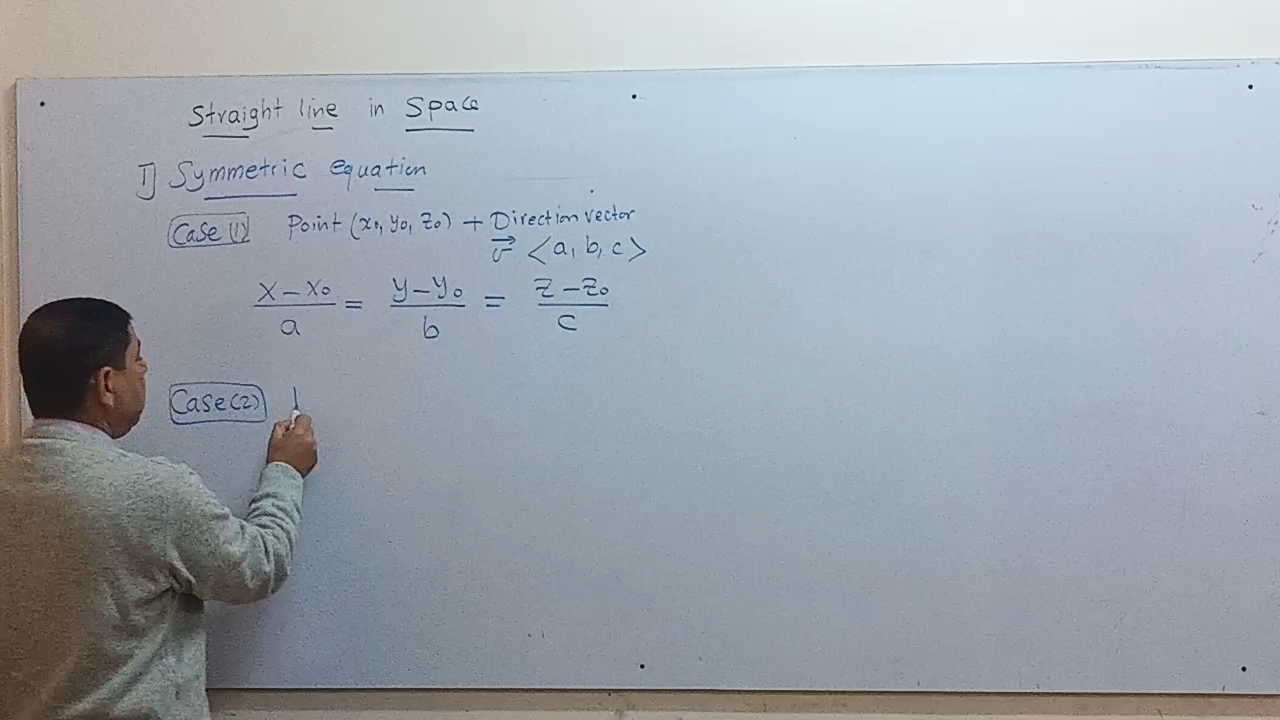 Straight line in Space
1] Symmetric equation
Case (1) Point (x₀, y₀, z₀) + Direction vector
v⃗ <a, b, c>
x-x₀/a = y-y₀/b = z-z₀/c
Case (2)